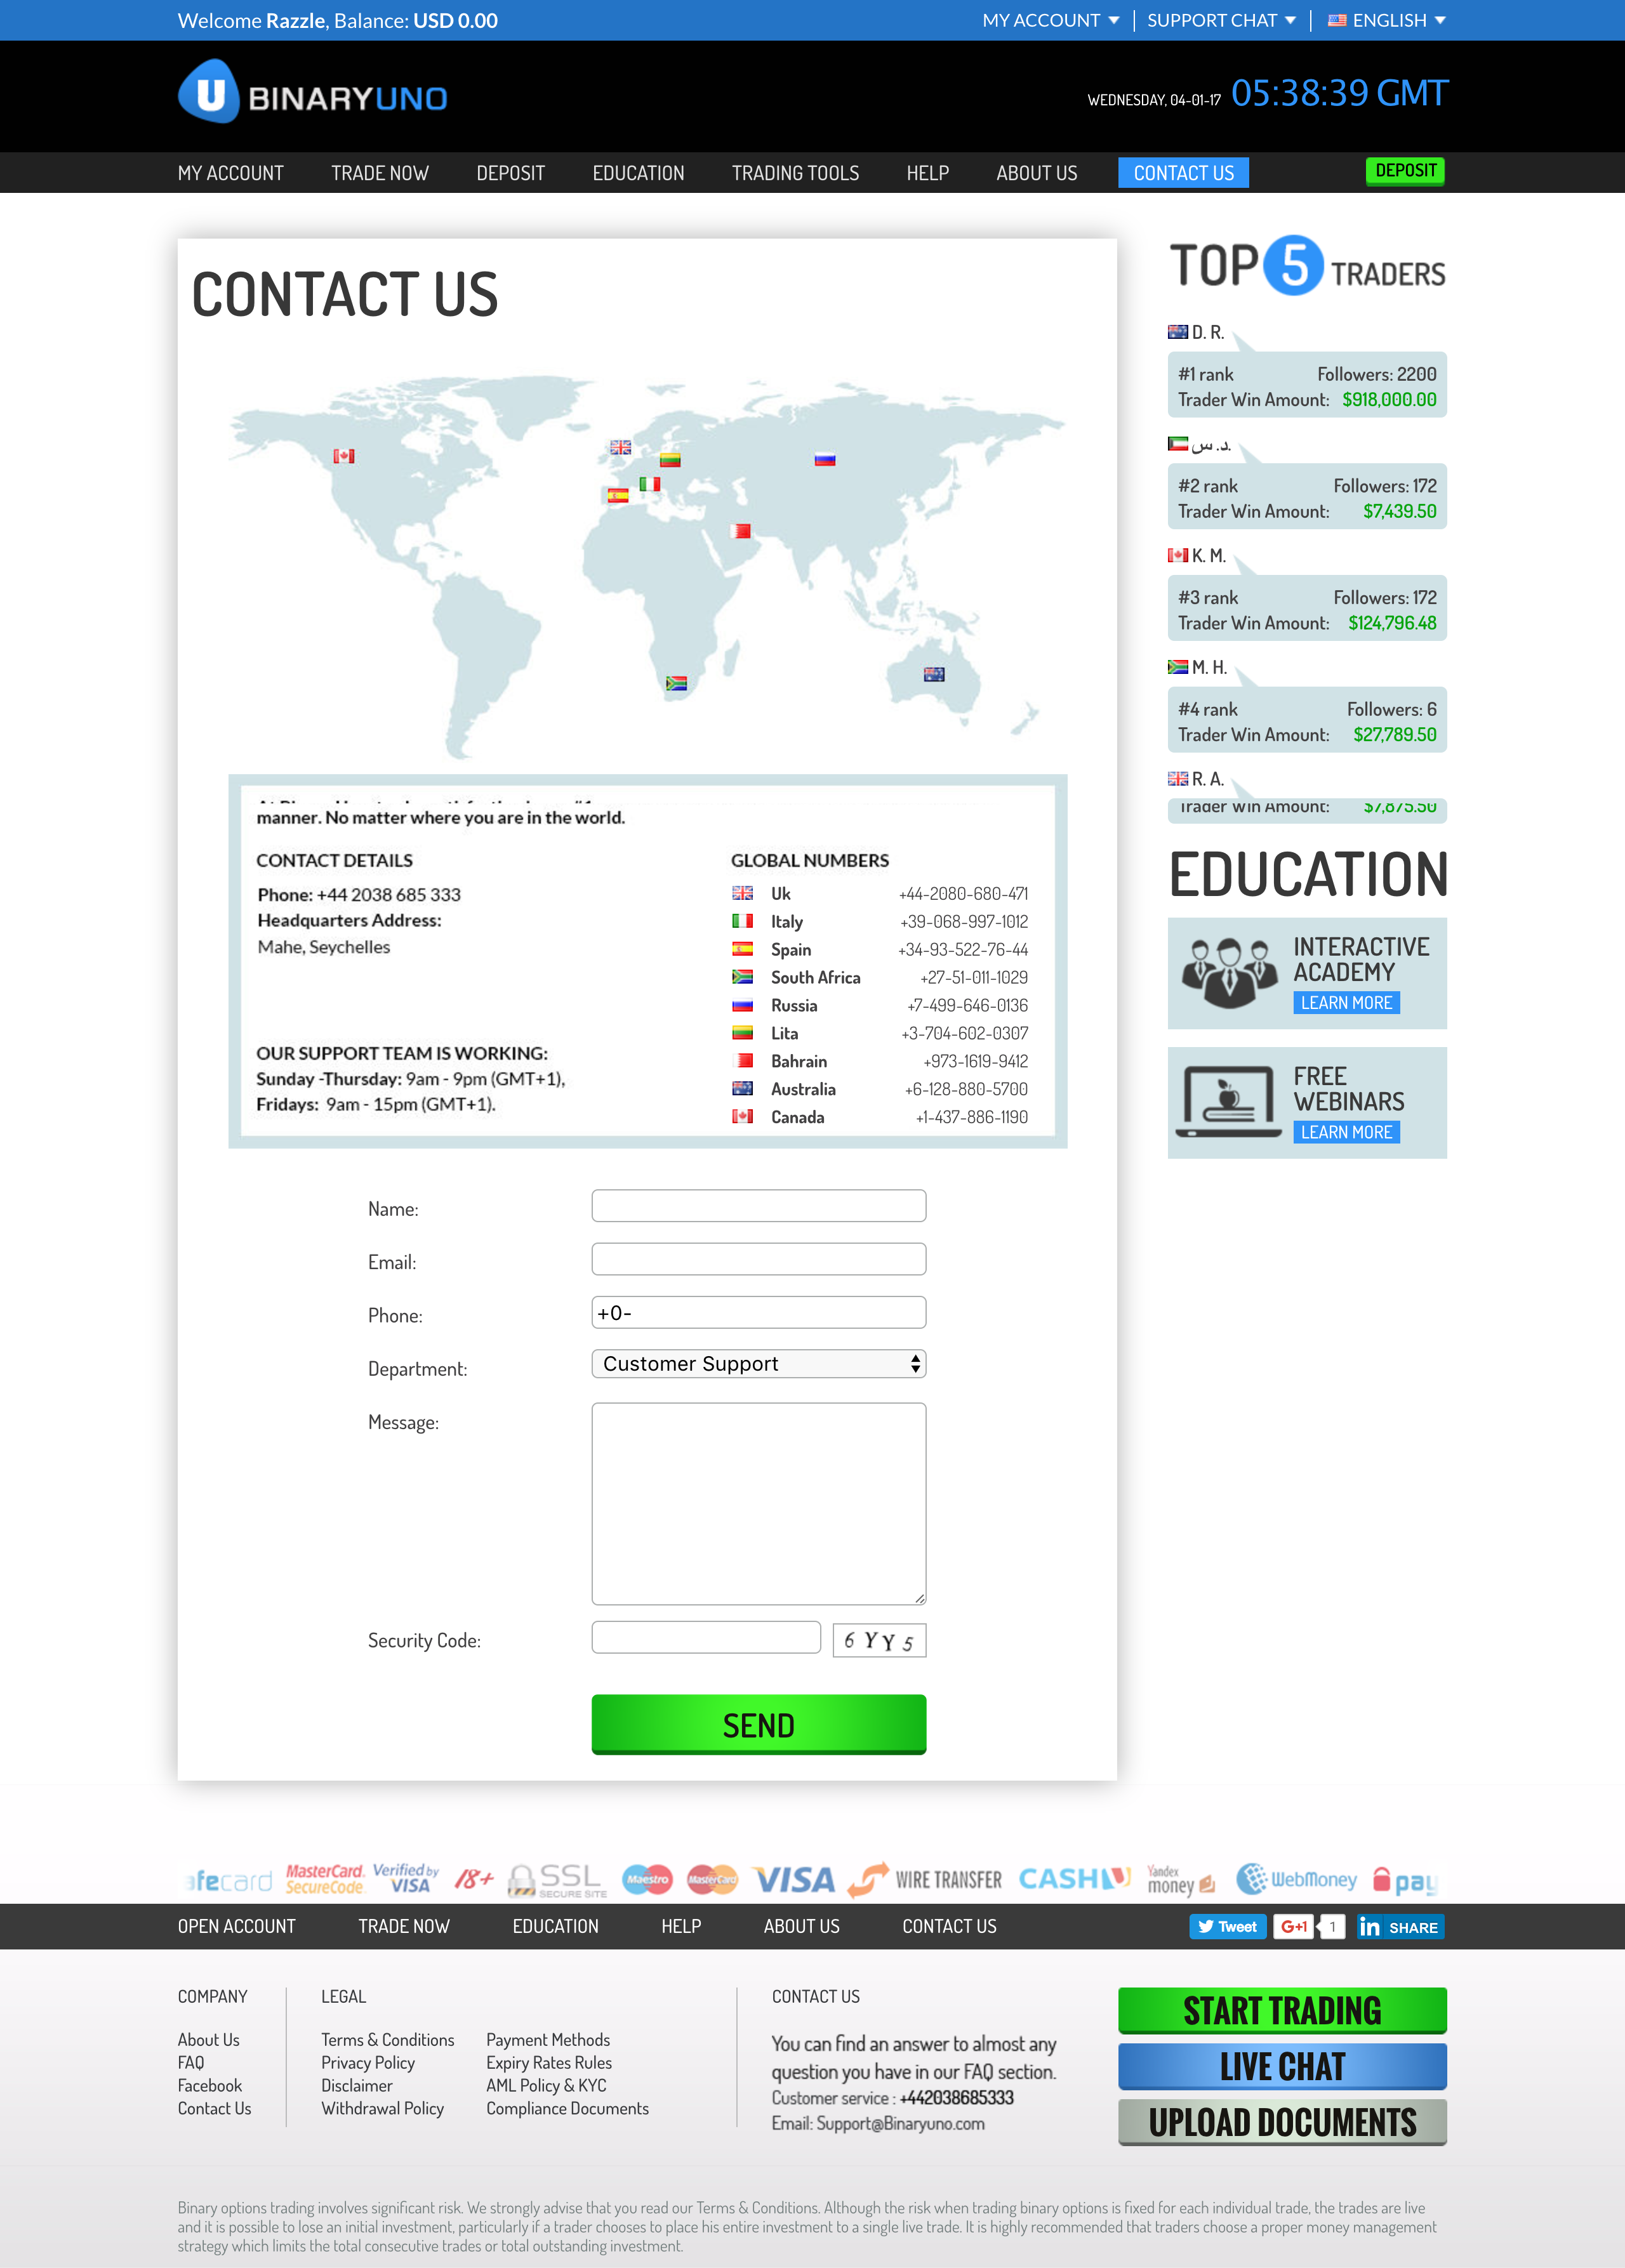 Welcome Razzle, Balance: USD 0.00
MY ACCOUNT
SUPPORT CHAT
ENGLISH
U BINARYUNO
WEDNESDAY, 04-01-17 05:38:39 GMT
MY ACCOUNT
TRADE NOW
DEPOSIT
EDUCATION
TRADING TOOLS
HELP
ABOUT US
CONTACT US
DEPOSIT
CONTACT US
manner. No matter where you are in the world.
CONTACT DETAILS
Phone: +44 2038 685 333
Headquarters Address:
Mahe, Seychelles
OUR SUPPORT TEAM IS WORKING:
Sunday -Thursday: 9am - 9pm (GMT+1),
Fridays: 9am - 15pm (GMT+1).
GLOBAL NUMBERS
Uk +44-2080-680-471
Italy +39-068-997-1012
Spain +34-93-522-76-44
South Africa +27-51-011-1029
Russia +7-499-646-0136
Lita +3-704-602-0307
Bahrain +973-1619-9412
Australia +6-128-880-5700
Canada +1-437-886-1190
Name:
Email:
Phone: +0-
Department: Customer Support
Message:
Security Code: 6 Y Y 5
SEND
TOP 5 TRADERS
D. R.
#1 rank Followers: 2200
Trader Win Amount: $918,000.00
د. س.
#2 rank Followers: 172
Trader Win Amount: $7,439.50
K. M.
#3 rank Followers: 172
Trader Win Amount: $124,796.48
M. H.
#4 rank Followers: 6
Trader Win Amount: $27,789.50
R. A.
Trader Win Amount: $7,875.50
EDUCATION
INTERACTIVE
ACADEMY
LEARN MORE
FREE
WEBINARS
LEARN MORE
afecard
MasterCard.
SecureCode.
Verified by
VISA
18+
SSL
SECURE SITE
Maestro
MasterCard
VISA
WIRE TRANSFER
CASHU
Yandex
money
WebMoney
pay
OPEN ACCOUNT
TRADE NOW
EDUCATION
HELP
ABOUT US
CONTACT US
Tweet
G+1
1
in SHARE
COMPANY
About Us
FAQ
Facebook
Contact Us
LEGAL
Terms & Conditions
Privacy Policy
Disclaimer
Withdrawal Policy
Payment Methods
Expiry Rates Rules
AML Policy & KYC
Compliance Documents
CONTACT US
You can find an answer to almost any
question you have in our FAQ section.
Customer service : +442038685333
Email: Support@Binaryuno.com
START TRADING
LIVE CHAT
UPLOAD DOCUMENTS
Binary options trading involves significant risk. We strongly advise that you read our Terms & Conditions. Although the risk when trading binary options is fixed for each individual trade, the trades are live
and it is possible to lose an initial investment, particularly if a trader chooses to place his entire investment to a single live trade. It is highly recommended that traders choose a proper money management
strategy which limits the total consecutive trades or total outstanding investment.